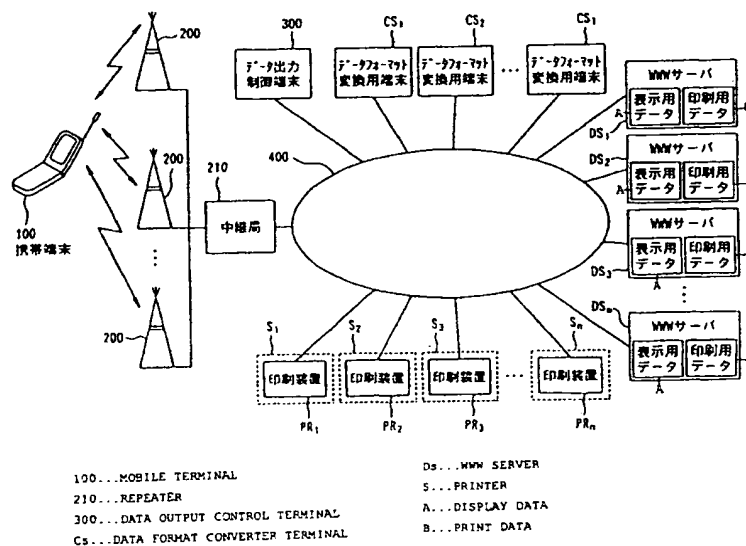 200
300
CS₁
CS₂
CS₁
データ出力
制御端末
データフォーマット
変換用端末
データフォーマット
変換用端末
...
データフォーマット
変換用端末
WWWサーバ
表示用
データ
印刷用
データ
A
DS₁
DS₂
WWWサーバ
表示用
データ
印刷用
データ
A
400
200
210
中継局
100
携帯端末
WWWサーバ
表示用
データ
印刷用
データ
DS₃
A
DSₙ
WWWサーバ
表示用
データ
印刷用
データ
A
200
S₁
S₂
S₃
Sₙ
印刷装置
印刷装置
印刷装置
...
印刷装置
PR₁
PR₂
PR₃
PRₙ
100...MOBILE TERMINAL
210...REPEATER
300...DATA OUTPUT CONTROL TERMINAL
Cs...DATA FORMAT CONVERTER TERMINAL
Ds...WWW SERVER
S...PRINTER
A...DISPLAY DATA
B...PRINT DATA